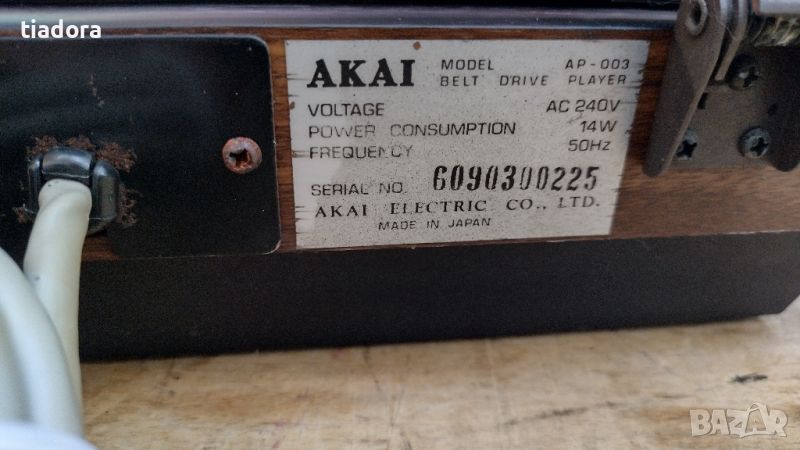 tiadora
AKAI MODEL AP-003
BELT DRIVE PLAYER
VOLTAGE AC 240V
POWER CONSUMPTION 14W
FREQUENCY 50Hz
SERIAL NO. 6090300225
AKAI ELECTRIC CO., LTD.
MADE IN JAPAN
BAZAR